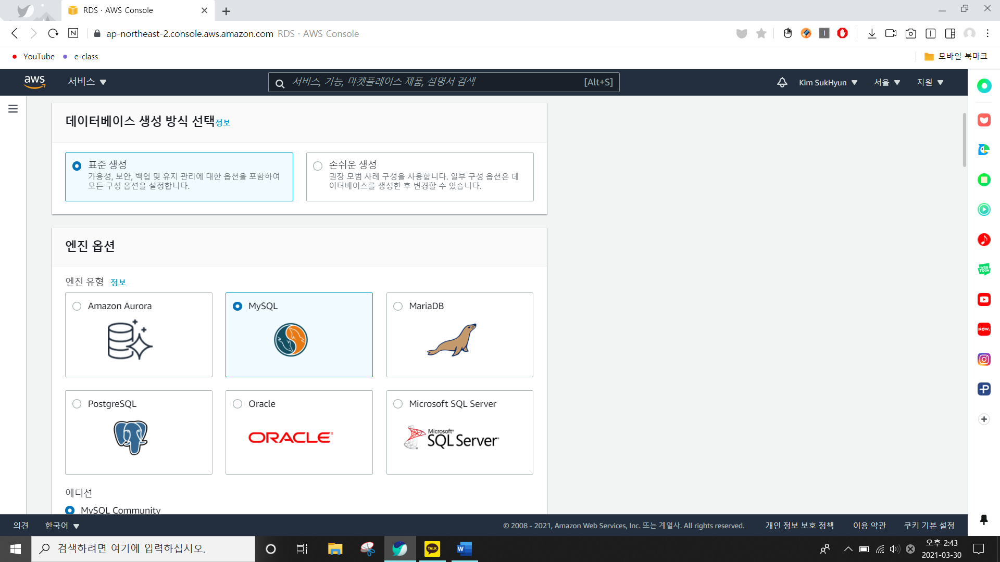 RDS · AWS Console
ap-northeast-2.console.aws.amazon.com RDS · AWS Console
YouTube e-class 모바일 북마크
aws 서비스 서비스, 기능, 마켓플레이스 제품, 설명서 검색 [Alt+S] Kim SukHyun 서울 지원
데이터베이스 생성 방식 선택정보
표준 생성
가용성, 보안, 백업 및 유지 관리에 대한 옵션을 포함하여
모든 구성 옵션을 설정합니다.
손쉬운 생성
권장 모범 사례 구성을 사용합니다. 일부 구성 옵션은 데
이터베이스를 생성한 후 변경할 수 있습니다.
엔진 옵션
엔진 유형 정보
Amazon Aurora
MySQL
MariaDB
PostgreSQL
Oracle
ORACLE
Microsoft SQL Server
Microsoft
SQL Server
에디션
MySQL Community
WEB
TOON
NOW.
의견 한국어 © 2008 - 2021, Amazon Web Services, Inc. 또는 계열사. All rights reserved. 개인 정보 보호 정책 이용 약관 쿠키 기본 설정
검색하려면 여기에 입력하십시오.
TALK
W
오후 2:43
2021-03-30